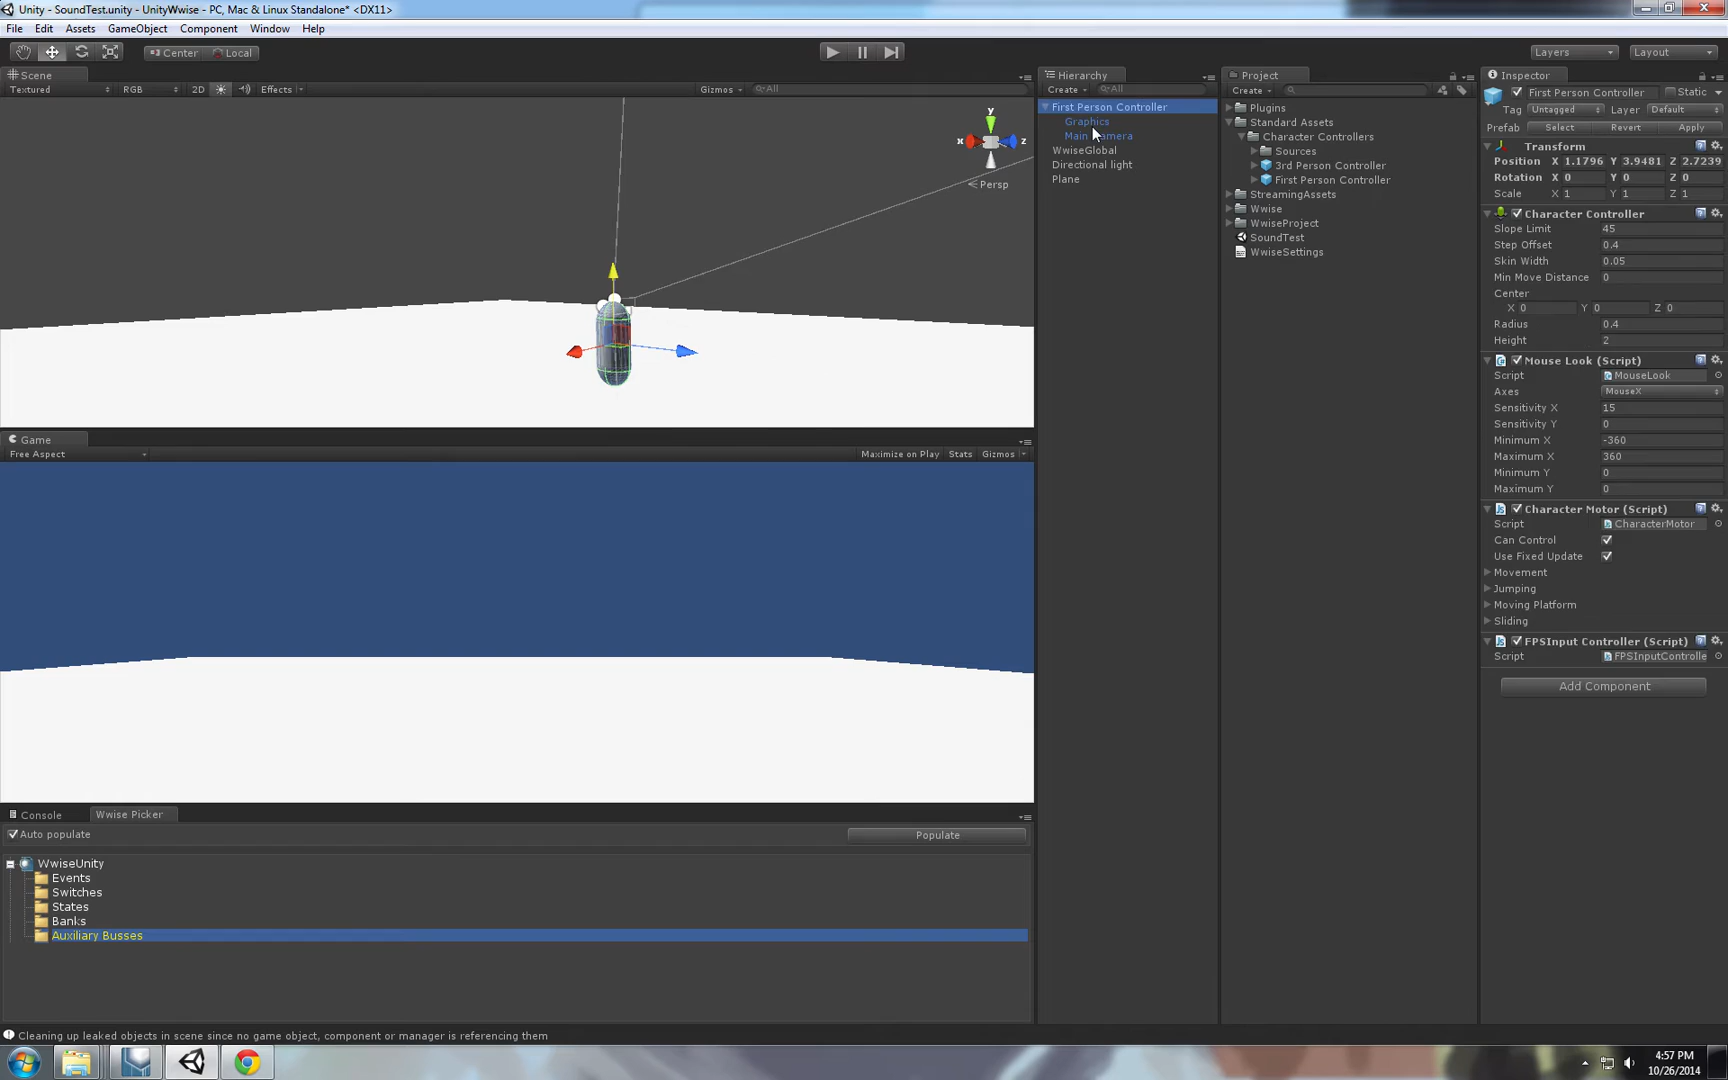 Unity - SoundTest.unity - UnityWwise - PC, Mac & Linux Standalone* <DX11>
File Edit Assets GameObject Component Window Help
Center Local Layers Layout
Scene
Textured RGB 2D Effects Gizmos All
y
x z
Persp
Game
Free Aspect Maximize on Play Stats Gizmos
Console Wwise Picker
Auto populate Populate
WwiseUnity
Events
Switches
States
Banks
Auxiliary Busses
Hierarchy
Create All
First Person Controller
Graphics
Main Camera
WwiseGlobal
Directional light
Plane
Project
Create
Plugins
Standard Assets
Character Controllers
Sources
3rd Person Controller
First Person Controller
StreamingAssets
Wwise
WwiseProject
SoundTest
WwiseSettings
Inspector
First Person Controller Static
Tag Untagged Layer Default
Prefab Select Revert Apply
Transform
Position X 1.1796 Y 3.9481 Z 2.7239
Rotation X 0 Y 0 Z 0
Scale X 1 Y 1 Z 1
Character Controller
Slope Limit 45
Step Offset 0.4
Skin Width 0.05
Min Move Distance 0
Center
X 0 Y 0 Z 0
Radius 0.4
Height 2
Mouse Look (Script)
Script MouseLook
Axes MouseX
Sensitivity X 15
Sensitivity Y 0
Minimum X -360
Maximum X 360
Minimum Y 0
Maximum Y 0
Character Motor (Script)
Script CharacterMotor
Can Control
Use Fixed Update
Movement
Jumping
Moving Platform
Sliding
FPSInput Controller (Script)
Script FPSInputControlle
Add Component
Cleaning up leaked objects in scene since no game object, component or manager is referencing them
4:57 PM
10/26/2014